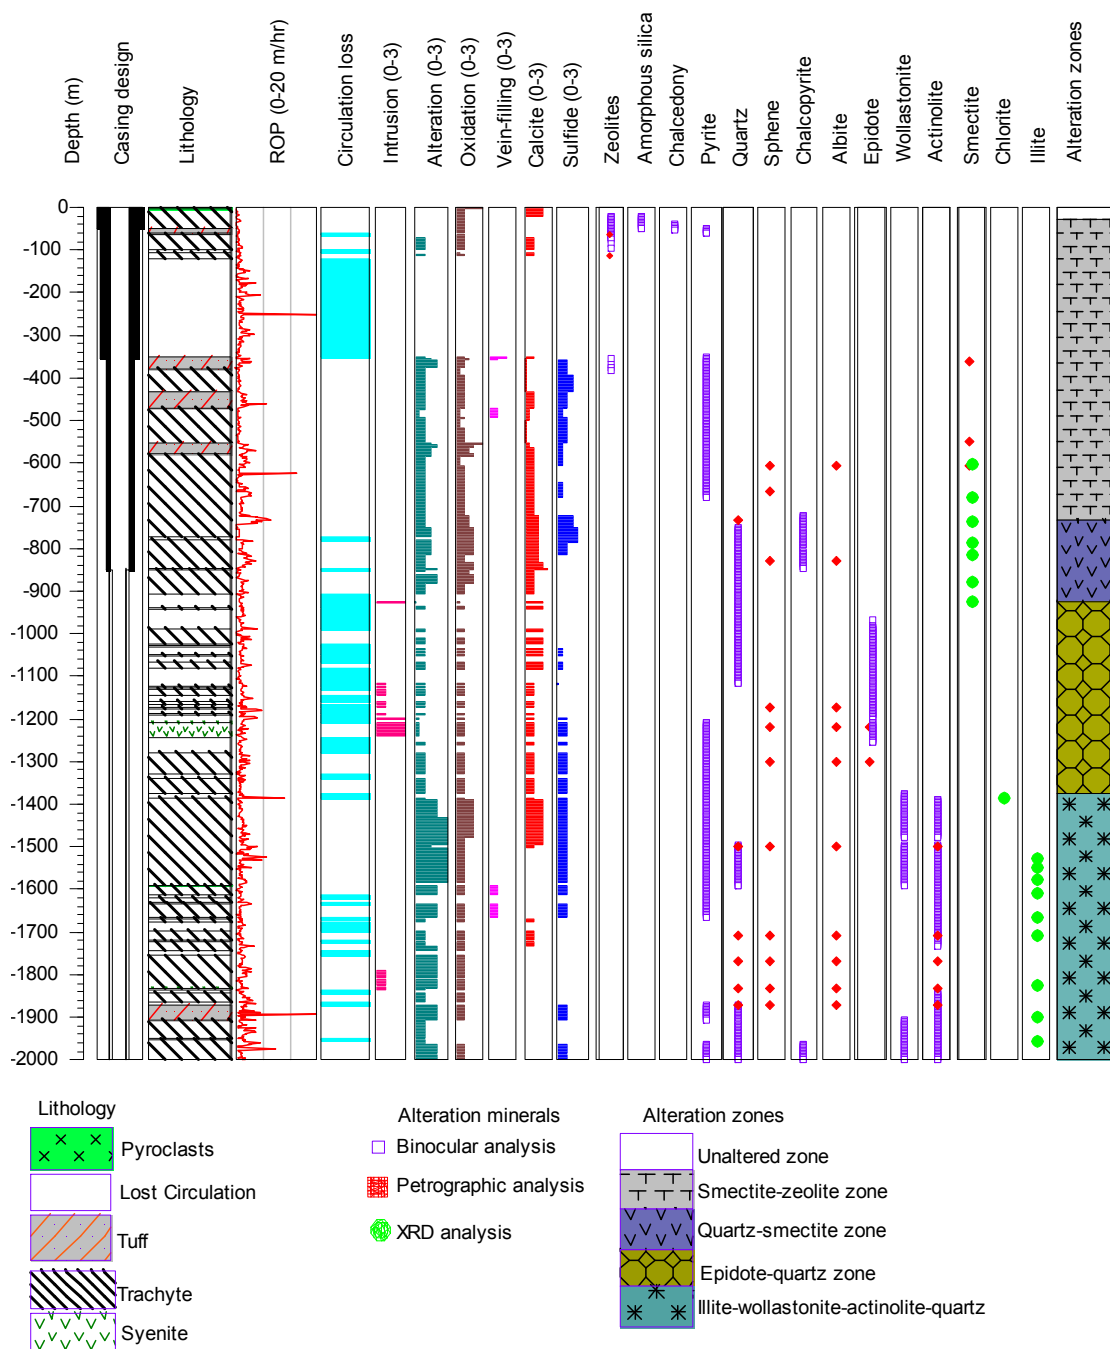 Depth (m)
Casing design
Lithology
ROP (0-20 m/hr)
Circulation loss
Intrusion (0-3)
Alteration (0-3)
Oxidation (0-3)
Vein-filling (0-3)
Calcite (0-3)
Sulfide (0-3)
Zeolites
Amorphous silica
Chalcedony
Pyrite
Quartz
Sphene
Chalcopyrite
Albite
Epidote
Wollastonite
Actinolite
Smectite
Chlorite
Illite
Alteration zones
0
-100
-200
-300
-400
-500
-600
-700
-800
-900
-1000
-1100
-1200
-1300
-1400
-1500
-1600
-1700
-1800
-1900
-2000
Lithology
Pyroclasts
Lost Circulation
Tuff
Trachyte
Syenite
Alteration minerals
Binocular analysis
Petrographic analysis
XRD analysis
Alteration zones
Unaltered zone
Smectite-zeolite zone
Quartz-smectite zone
Epidote-quartz zone
Illite-wollastonite-actinolite-quartz